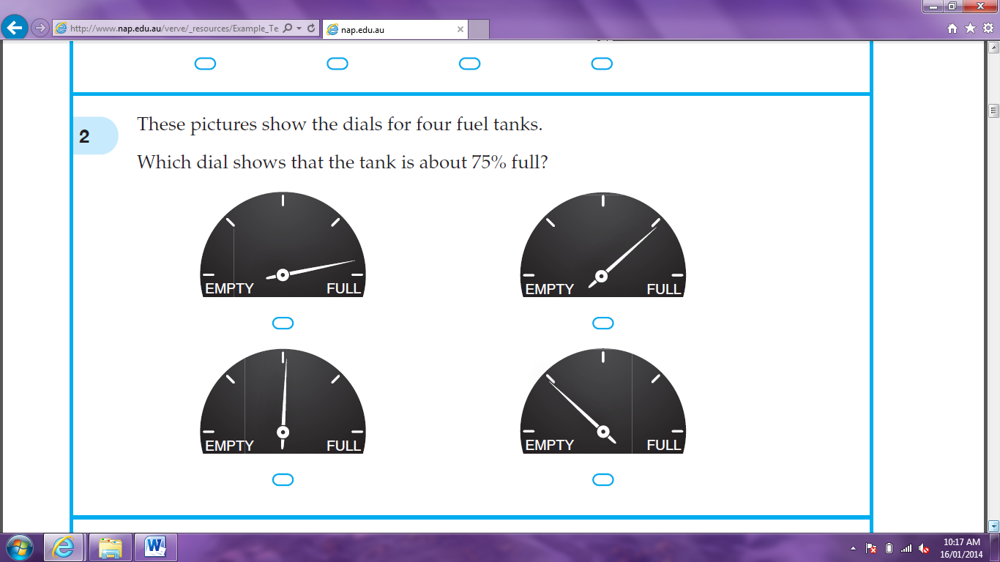 http://www.nap.edu.au/verve/_resources/Example_Te
nap.edu.au
2
These pictures show the dials for four fuel tanks.
Which dial shows that the tank is about 75% full?
EMPTY FULL
EMPTY FULL
EMPTY FULL
EMPTY FULL
10:17 AM
16/01/2014